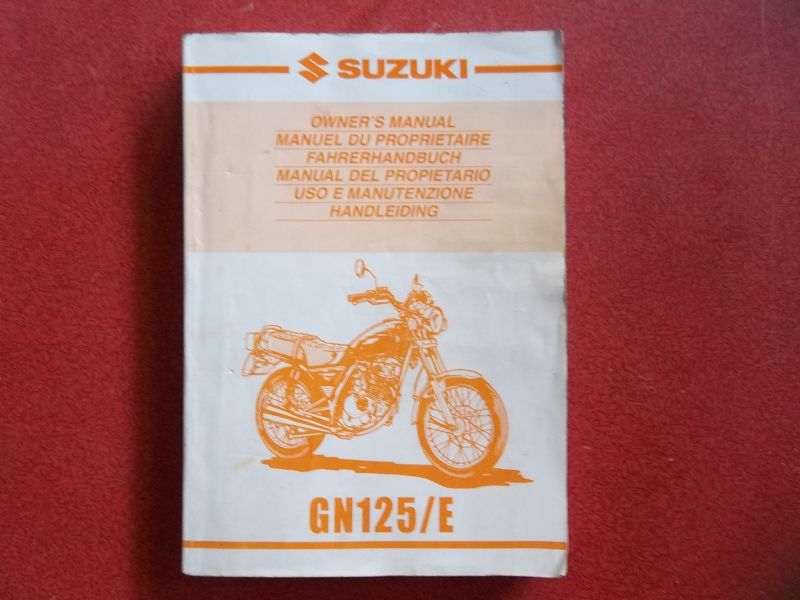 SUZUKI
OWNER'S MANUAL
MANUEL DU PROPRIETAIRE
FAHRERHANDBUCH
MANUAL DEL PROPIETARIO
USO E MANUTENZIONE
HANDLEIDING
GN125/E